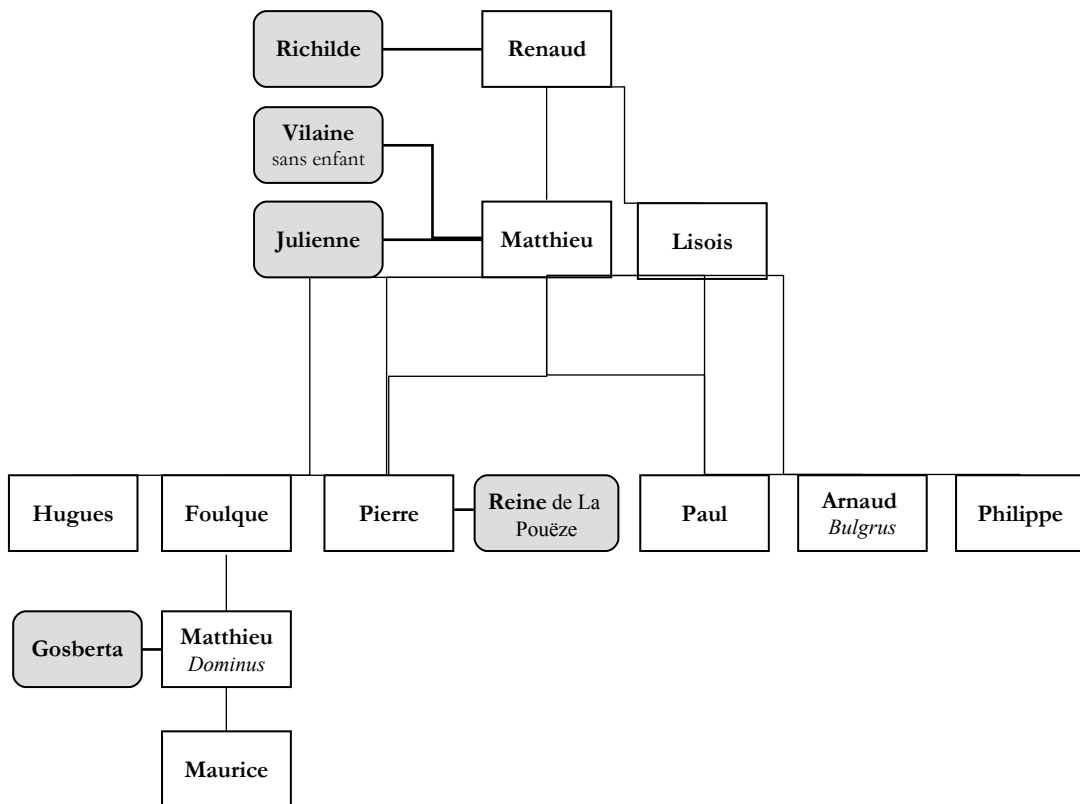 Richilde
Renaud
Vilaine
sans enfant
Julienne
Matthieu
Lisois
Hugues
Foulque
Pierre
Reine de La
Pouëze
Paul
Arnaud
Bulgrus
Philippe
Gosberta
Matthieu
Dominus
Maurice